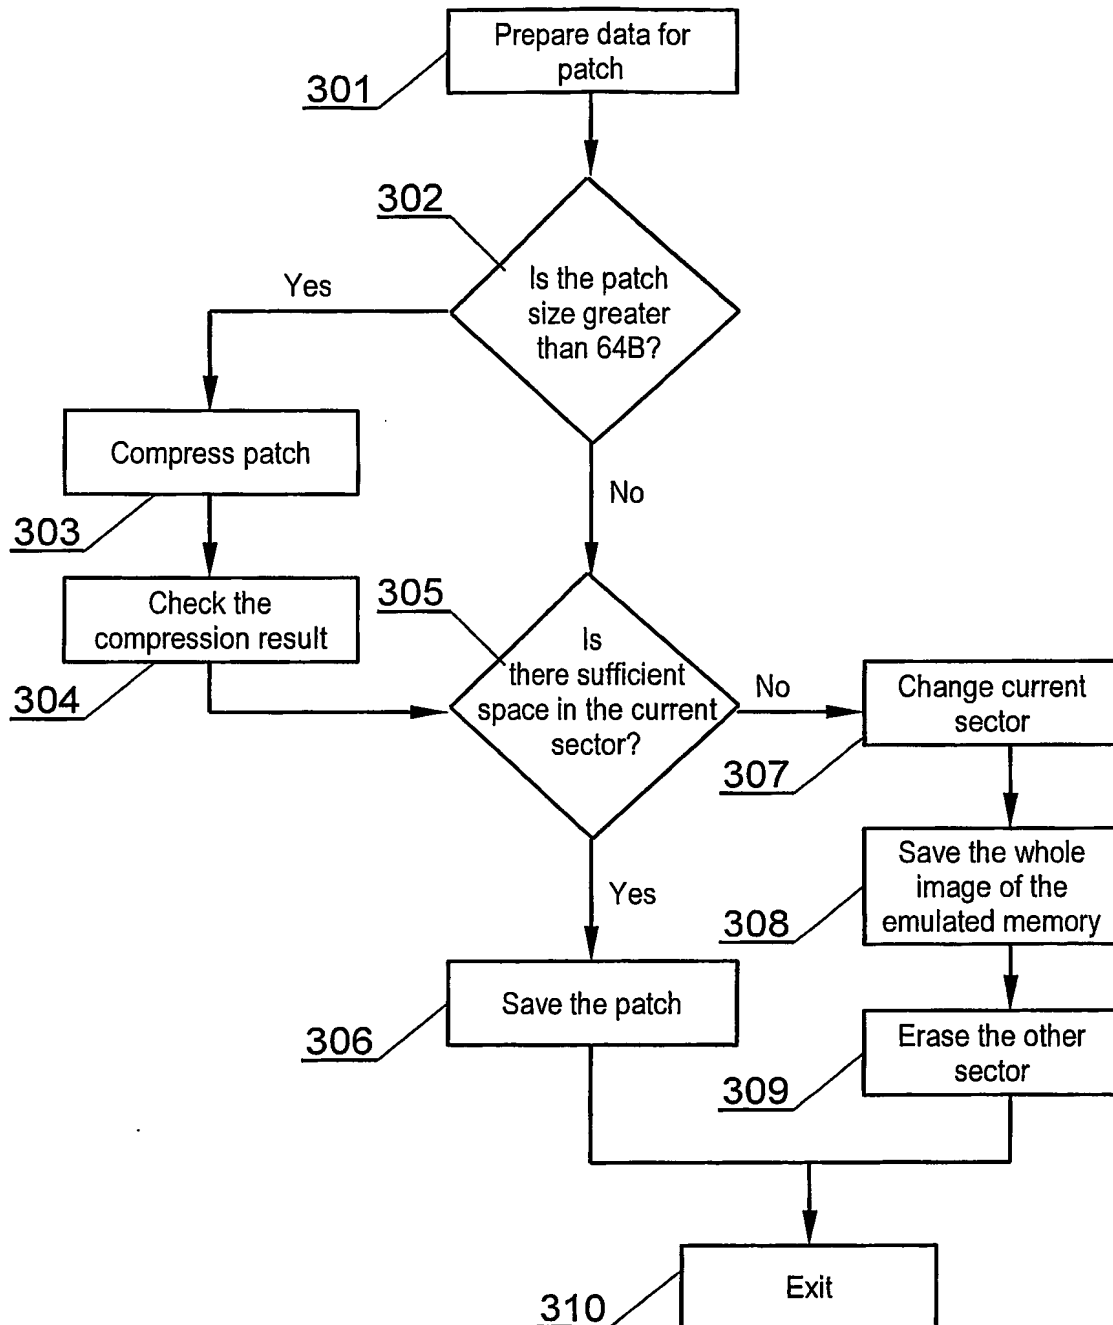 Prepare data for
patch
301
302
Is the patch
size greater
than 64B?
Yes
Compress patch
303
No
Check the
compression result
304
305
Is
there sufficient
space in the current
sector?
No
Change current
sector
307
Yes
Save the whole
image of the
emulated memory
308
Save the patch
306
Erase the other
sector
309
Exit
310